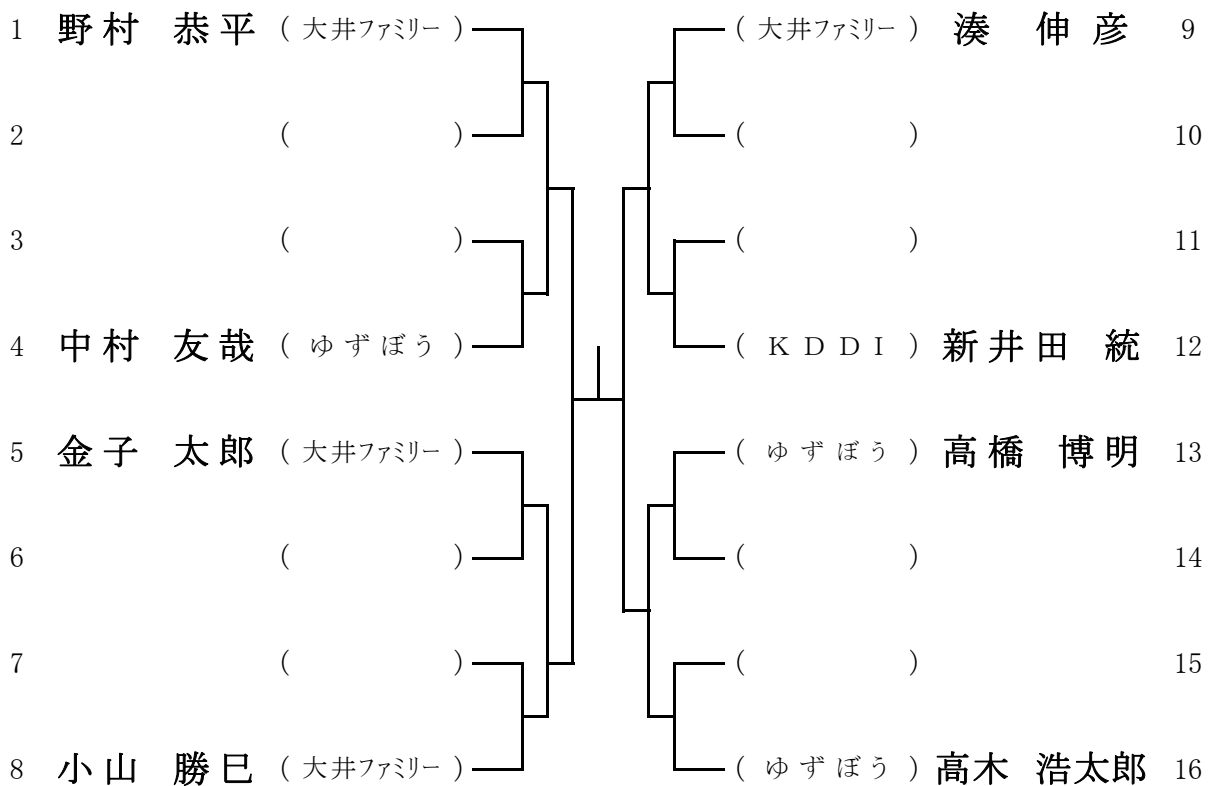 1 野村 恭平 ( 大井ファミリー ) ( 大井ファミリー ) 湊 伸彦 9
2 ( ) ( ) 10
3 ( ) ( ) 11
4 中村 友哉 ( ゆずぼう ) ( ＫＤＤＩ ) 新井田 統 12
5 金子 太郎 ( 大井ファミリー ) ( ゆずぼう ) 高橋 博明 13
6 ( ) ( ) 14
7 ( ) ( ) 15
8 小山 勝巳 ( 大井ファミリー ) ( ゆずぼう ) 高木 浩太郎 16